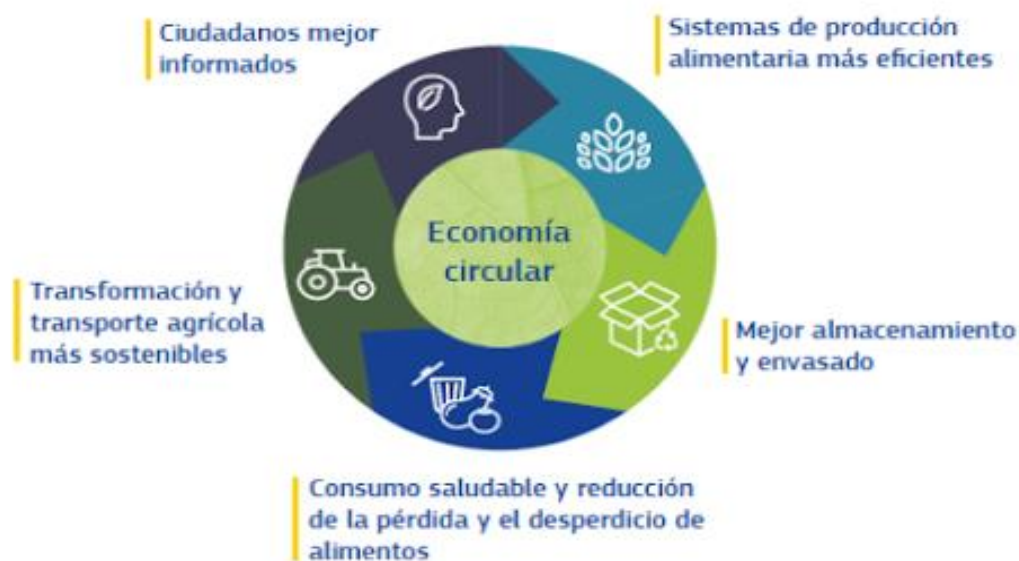 Ciudadanos mejor
informados
Sistemas de producción
alimentaria más eficientes
Economía
circular
Transformación y
transporte agrícola
más sostenibles
Mejor almacenamiento
y envasado
Consumo saludable y reducción
de la pérdida y el desperdicio de
alimentos